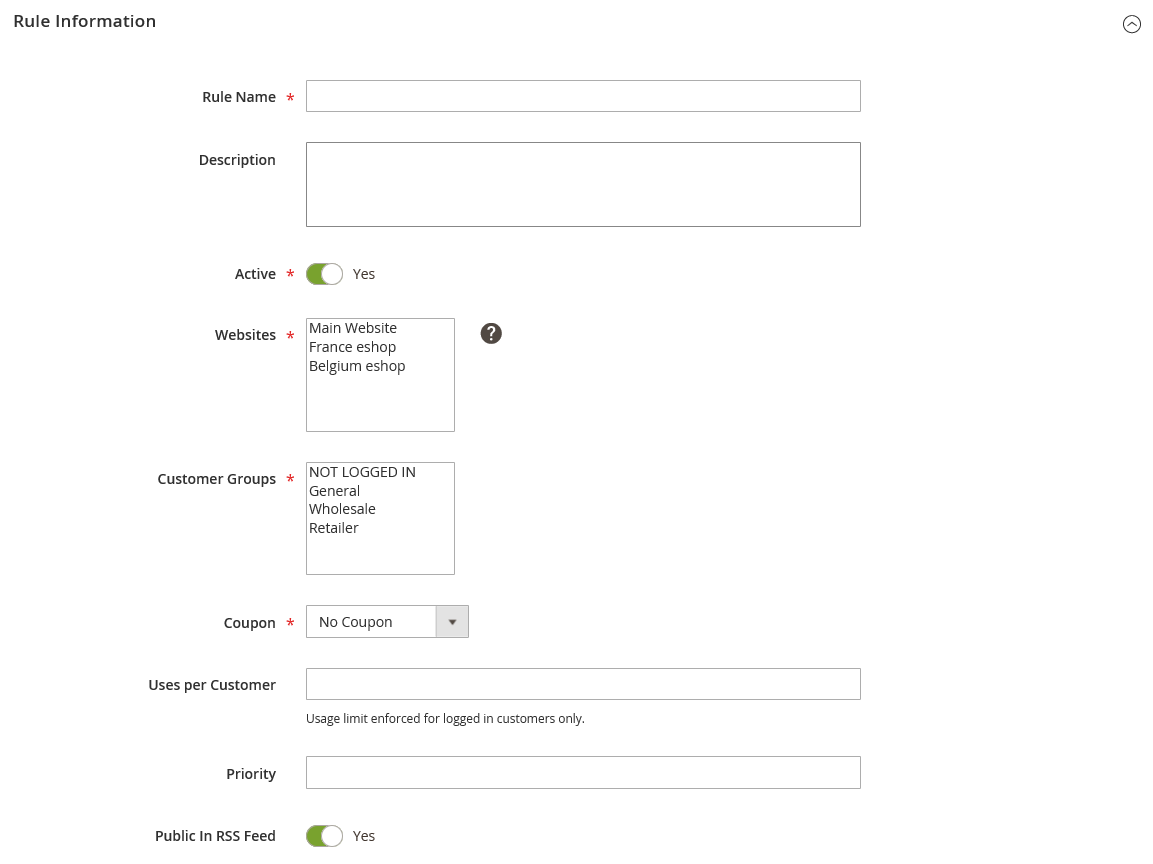 Rule Information
Rule Name *
Description
Active * Yes
Websites * Main Website ?
France eshop
Belgium eshop
Customer Groups * NOT LOGGED IN
General
Wholesale
Retailer
Coupon * No Coupon
Uses per Customer
Usage limit enforced for logged in customers only.
Priority
Public In RSS Feed Yes